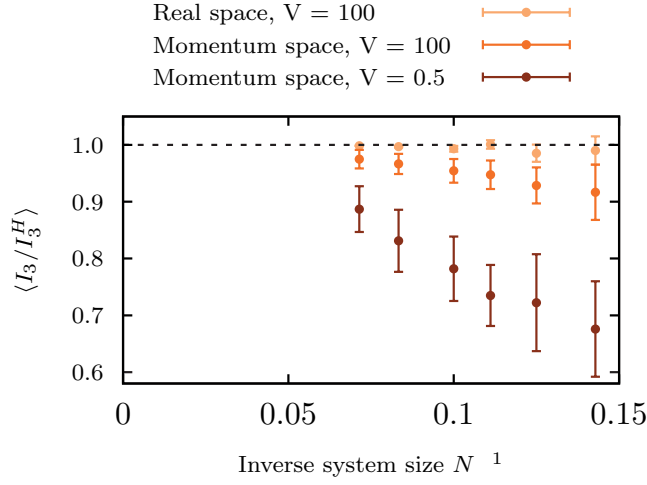 Real space, V = 100
Momentum space, V = 100
Momentum space, V = 0.5
1.0
0.9
0.8
0.7
0.6
⟨I₃/I₃ᴴ⟩
0 0.05 0.1 0.15
Inverse system size N ¹